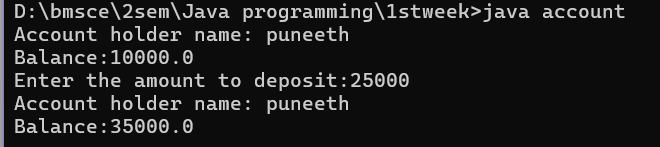 D:\bmsce\2sem\Java programming\1stweek>java account
Account holder name: puneeth
Balance:10000.0
Enter the amount to deposit:25000
Account holder name: puneeth
Balance:35000.0